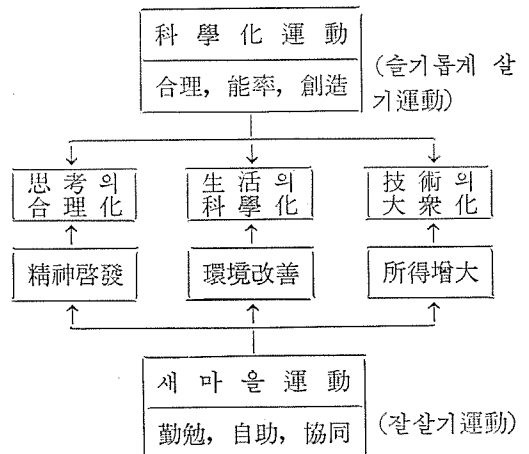 科學化運動
合理, 能率, 創造
(슬기롭게 살
기運動)
思考의
合理化
生活의
科學化
技術의
大衆化
精神啓發
環境改善
所得增大
새마을運動
勤勉, 自助, 協同
(잘살기運動)